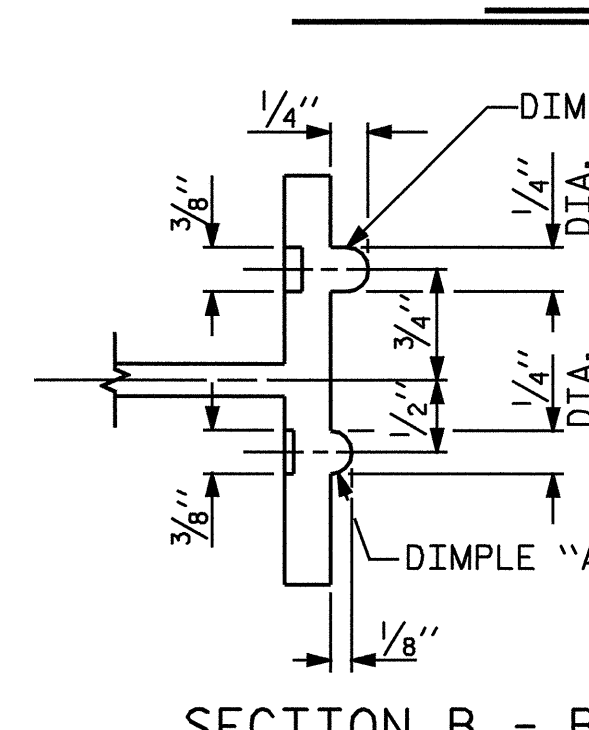 1/4"
DIM
3/8"
1/4"
DIA.
3/4"
1/2"
1/4"
DIA.
3/8"
DIMPLE "A
1/8"
SECTION B - B